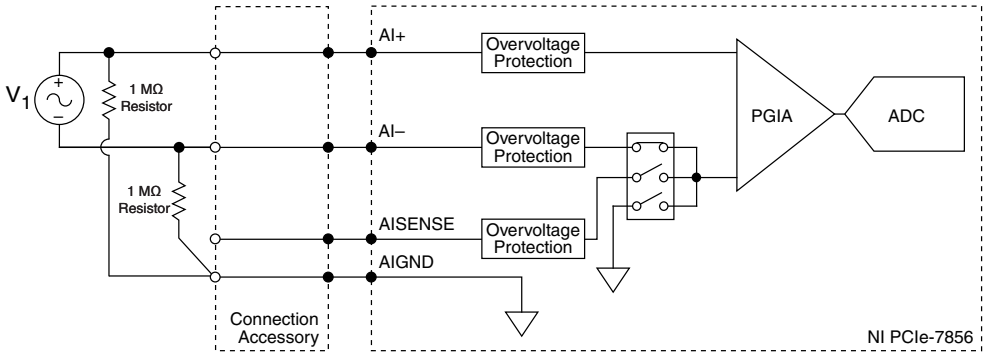 AI+
Overvoltage
Protection
V1
+
–
1 MΩ
Resistor
PGIA
ADC
AI–
Overvoltage
Protection
1 MΩ
Resistor
AISENSE
Overvoltage
Protection
AIGND
Connection
Accessory
NI PCIe-7856